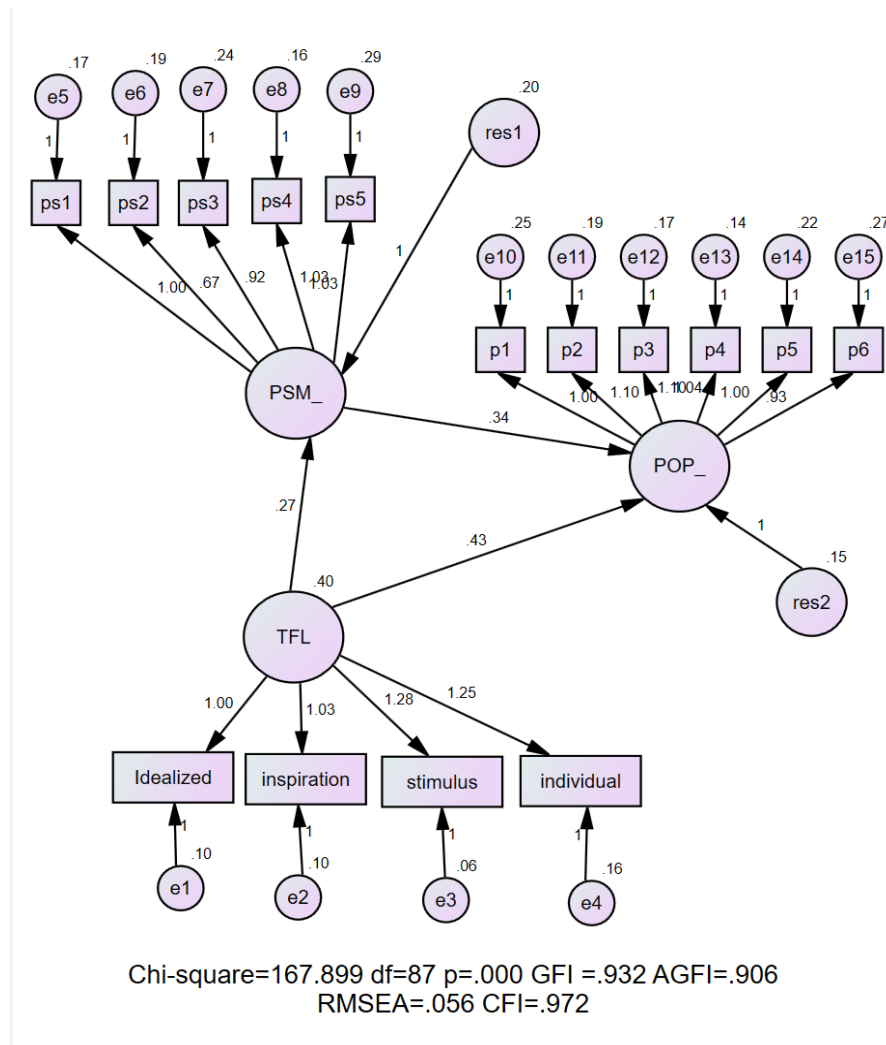 .17
.19
.24
.16
.29
e5
e6
e7
e8
e9
.20
res1
1
1
1
1
1
ps1
ps2
ps3
ps4
ps5
.25
.19
.17
.14
.22
.27
e10
e11
e12
e13
e14
e15
1
1
1
1
1
1
1
p1
p2
p3
p4
p5
p6
1.00
.67
.92
1.03
1.03
PSM_
1.00
1.10
1.10
1.04
1.00
.93
.34
POP_
.27
.43
1
.15
res2
.40
TFL
1.00
1.03
1.28
1.25
Idealized
inspiration
stimulus
individual
1
1
1
1
.10
.10
.06
.16
e1
e2
e3
e4
Chi-square=167.899 df=87 p=.000 GFI =.932 AGFI=.906
RMSEA=.056 CFI=.972